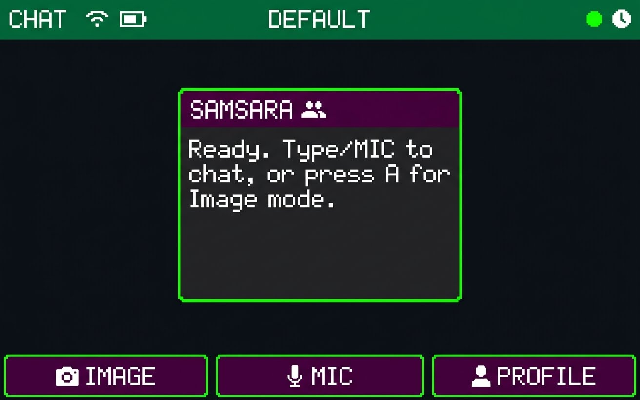 CHAT
DEFAULT
SAMSARA
Ready. Type/MIC to
chat, or press A for
Image mode.
IMAGE
MIC
PROFILE